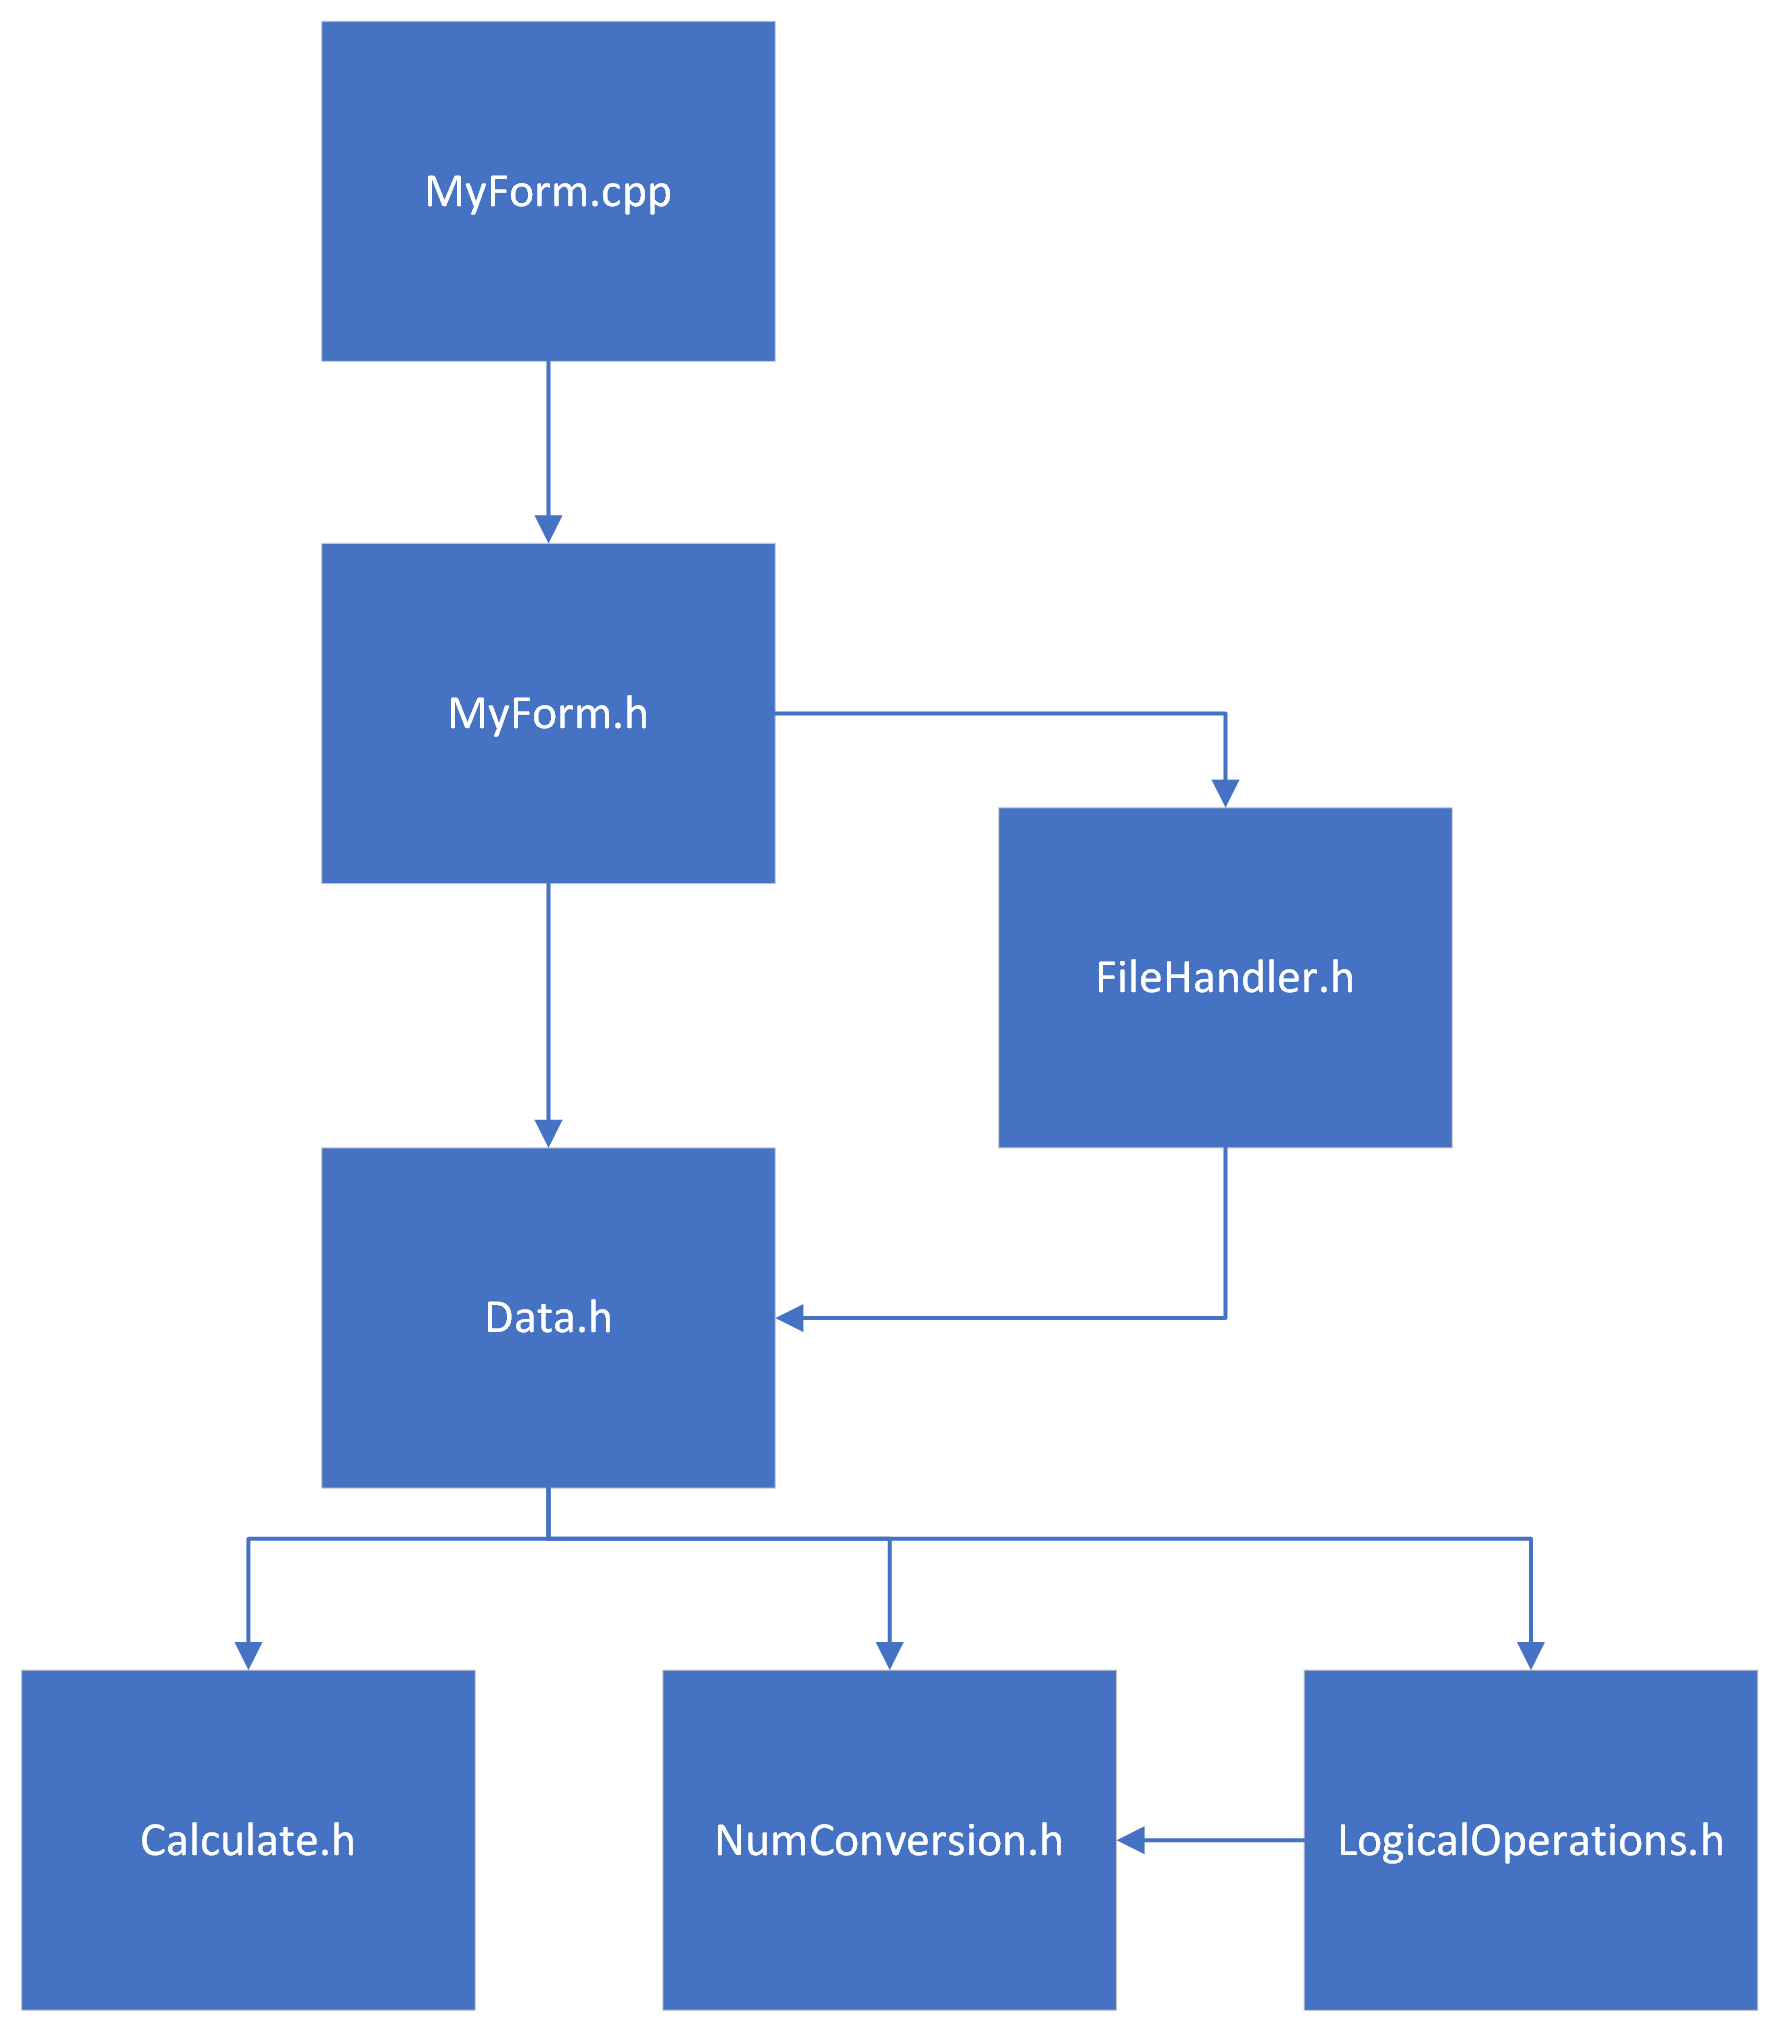 MyForm.cpp
MyForm.h
FileHandler.h
Data.h
Calculate.h
NumConversion.h
LogicalOperations.h